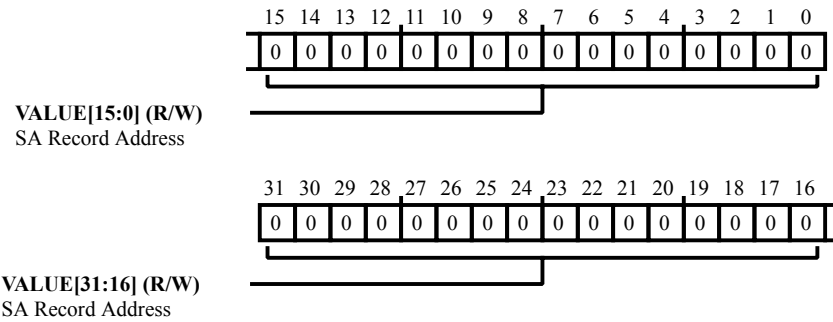 15 14 13 12 11 10 9 8 7 6 5 4 3 2 1 0
0 0 0 0 0 0 0 0 0 0 0 0 0 0 0 0
VALUE[15:0] (R/W)
SA Record Address
31 30 29 28 27 26 25 24 23 22 21 20 19 18 17 16
0 0 0 0 0 0 0 0 0 0 0 0 0 0 0 0
VALUE[31:16] (R/W)
SA Record Address